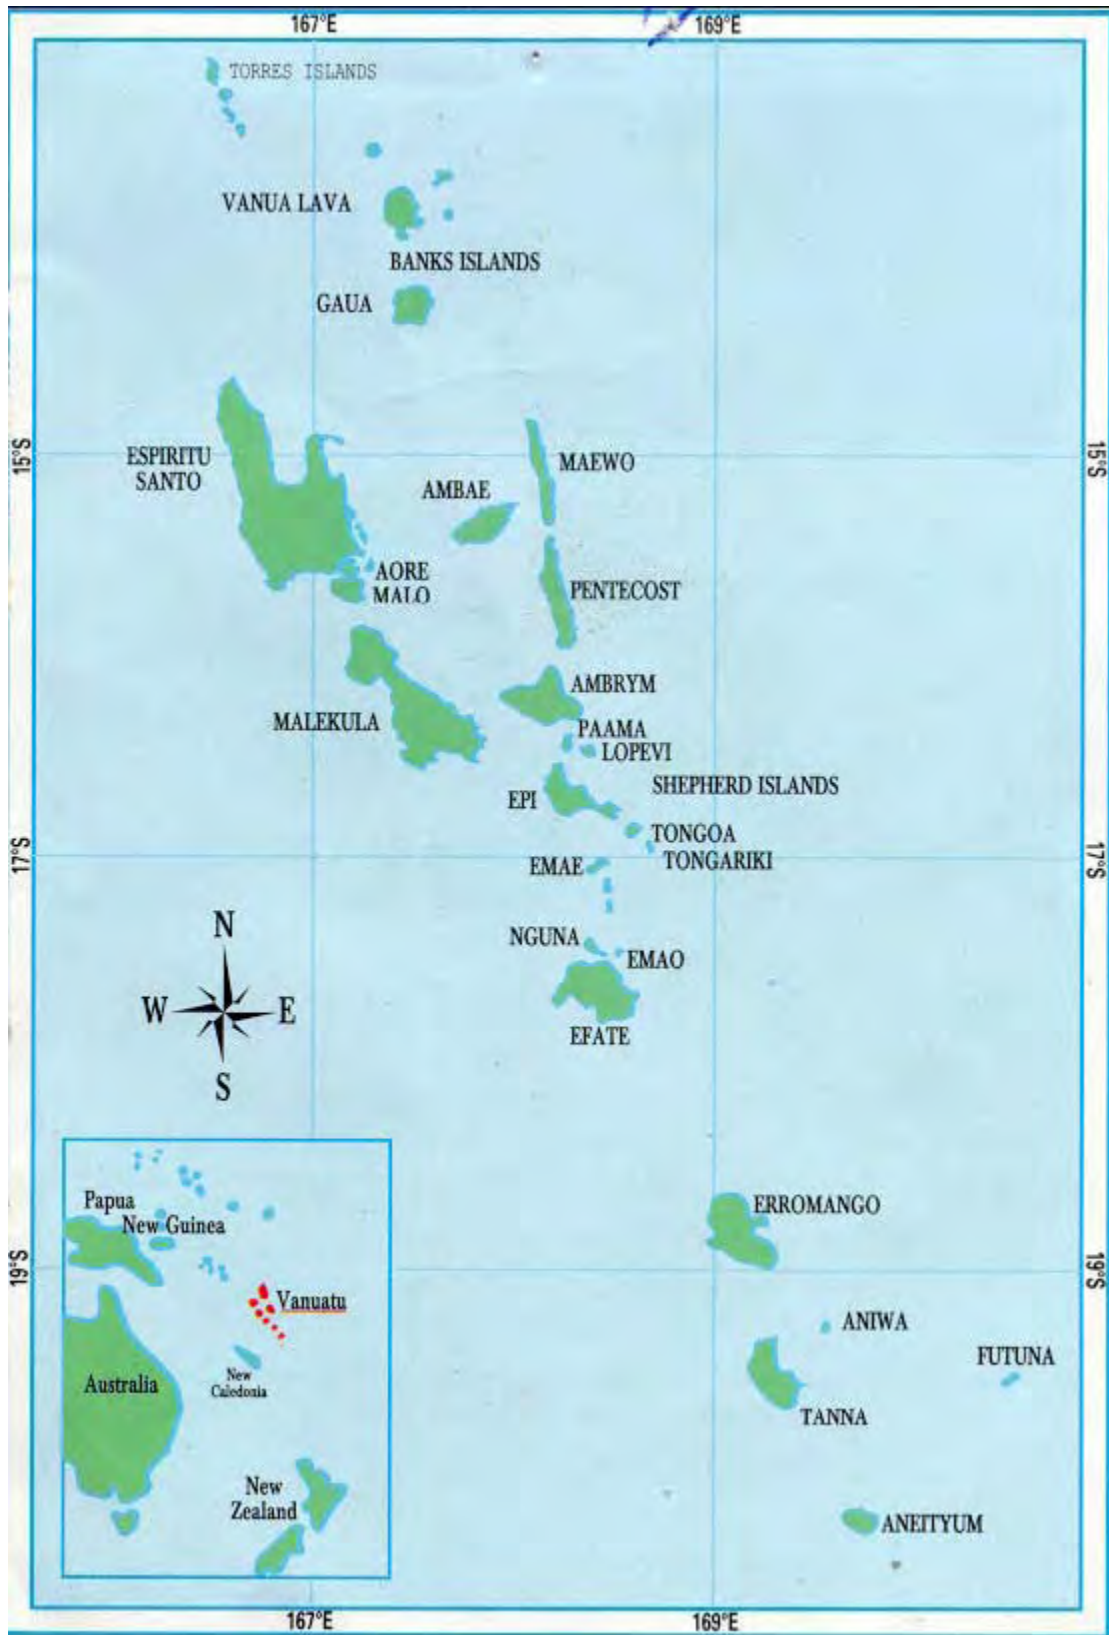 167°E
169°E
TORRES ISLANDS
VANUA LAVA
BANKS ISLANDS
GAUA
15°S
15°S
ESPIRITU
SANTO
MAEWO
AMBAE
AORE
MALO
PENTECOST
AMBRYM
MALEKULA
PAAMA
LOPEVI
SHEPHERD ISLANDS
EPI
TONGOA
TONGARIKI
17°S
17°S
EMAE
NGUNA
EMAO
EFATE
N
W
E
S
Papua
New Guinea
Vanuatu
New
Caledonia
Australia
New
Zealand
ERROMANGO
19°S
19°S
ANIWA
FUTUNA
TANNA
ANEITYUM
167°E
169°E